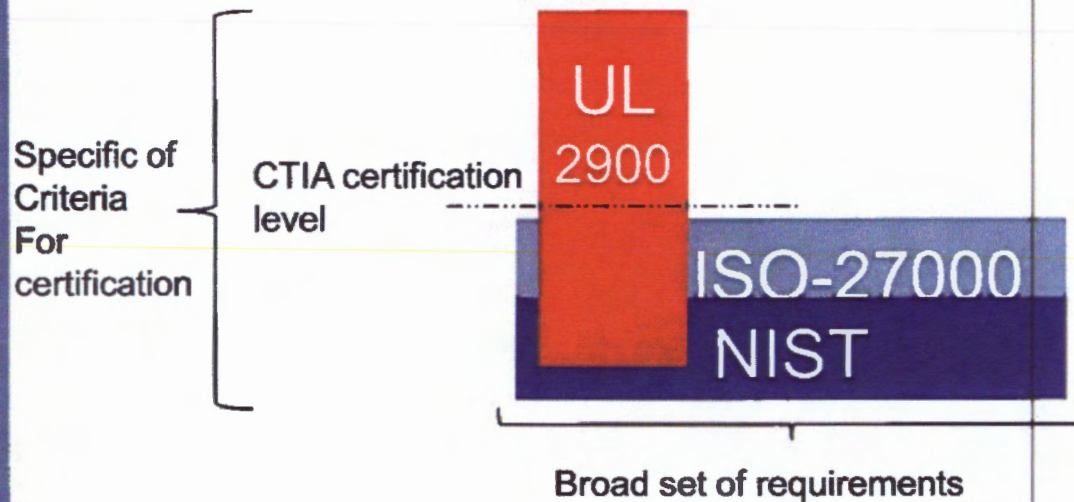 Specific of
Criteria
For
certification
CTIA certification
level
UL
2900
ISO-27000
NIST
Broad set of requirements